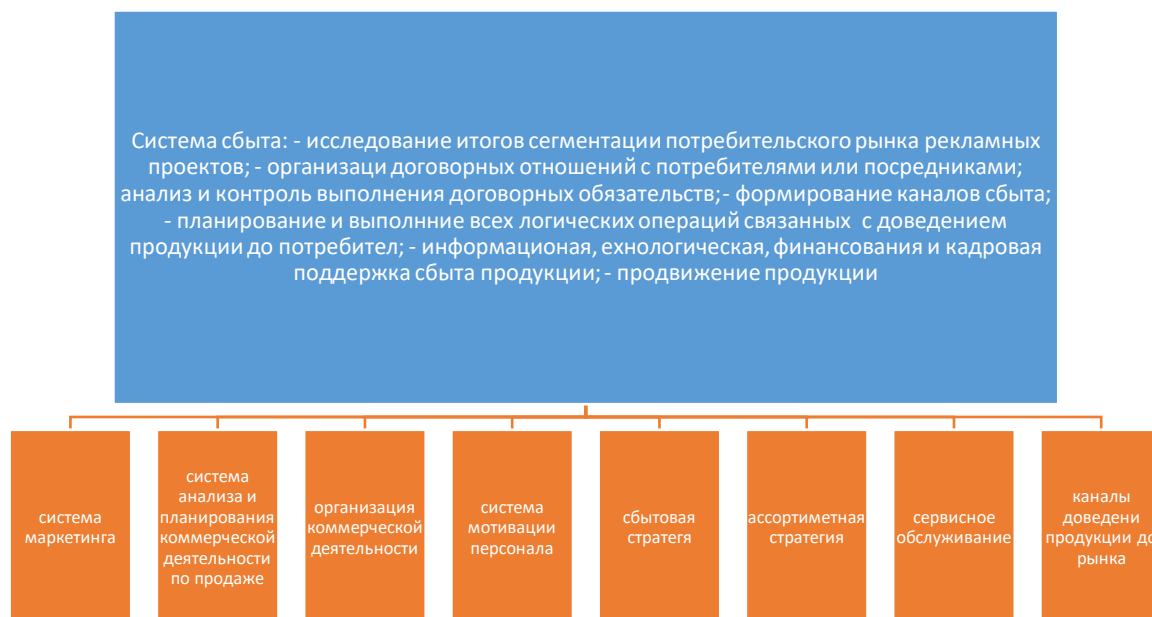 Система сбыта: - исследование итогов сегментации потребительского рынка рекламных
проектов; - организаци договорных отношений с потребителями или посредниками;
анализ и контроль выполнения договорных обязательств; - формирование каналов сбыта;
- планирование и выполнние всех логических операций связанных с доведением
продукции до потребител; - информационая, ехнологическая, финансования и кадровая
поддержка сбыта продукции; - продвижение продукции
система
маркетинга
система
анализа и
планирования
коммерческой
деятельности
по продаже
организация
коммерческой
деятельности
система
мотивации
персонала
сбытовая
стратегя
ассортиметная
стратегия
сервисное
обслуживание
каналы
доведени
продукции до
рынка